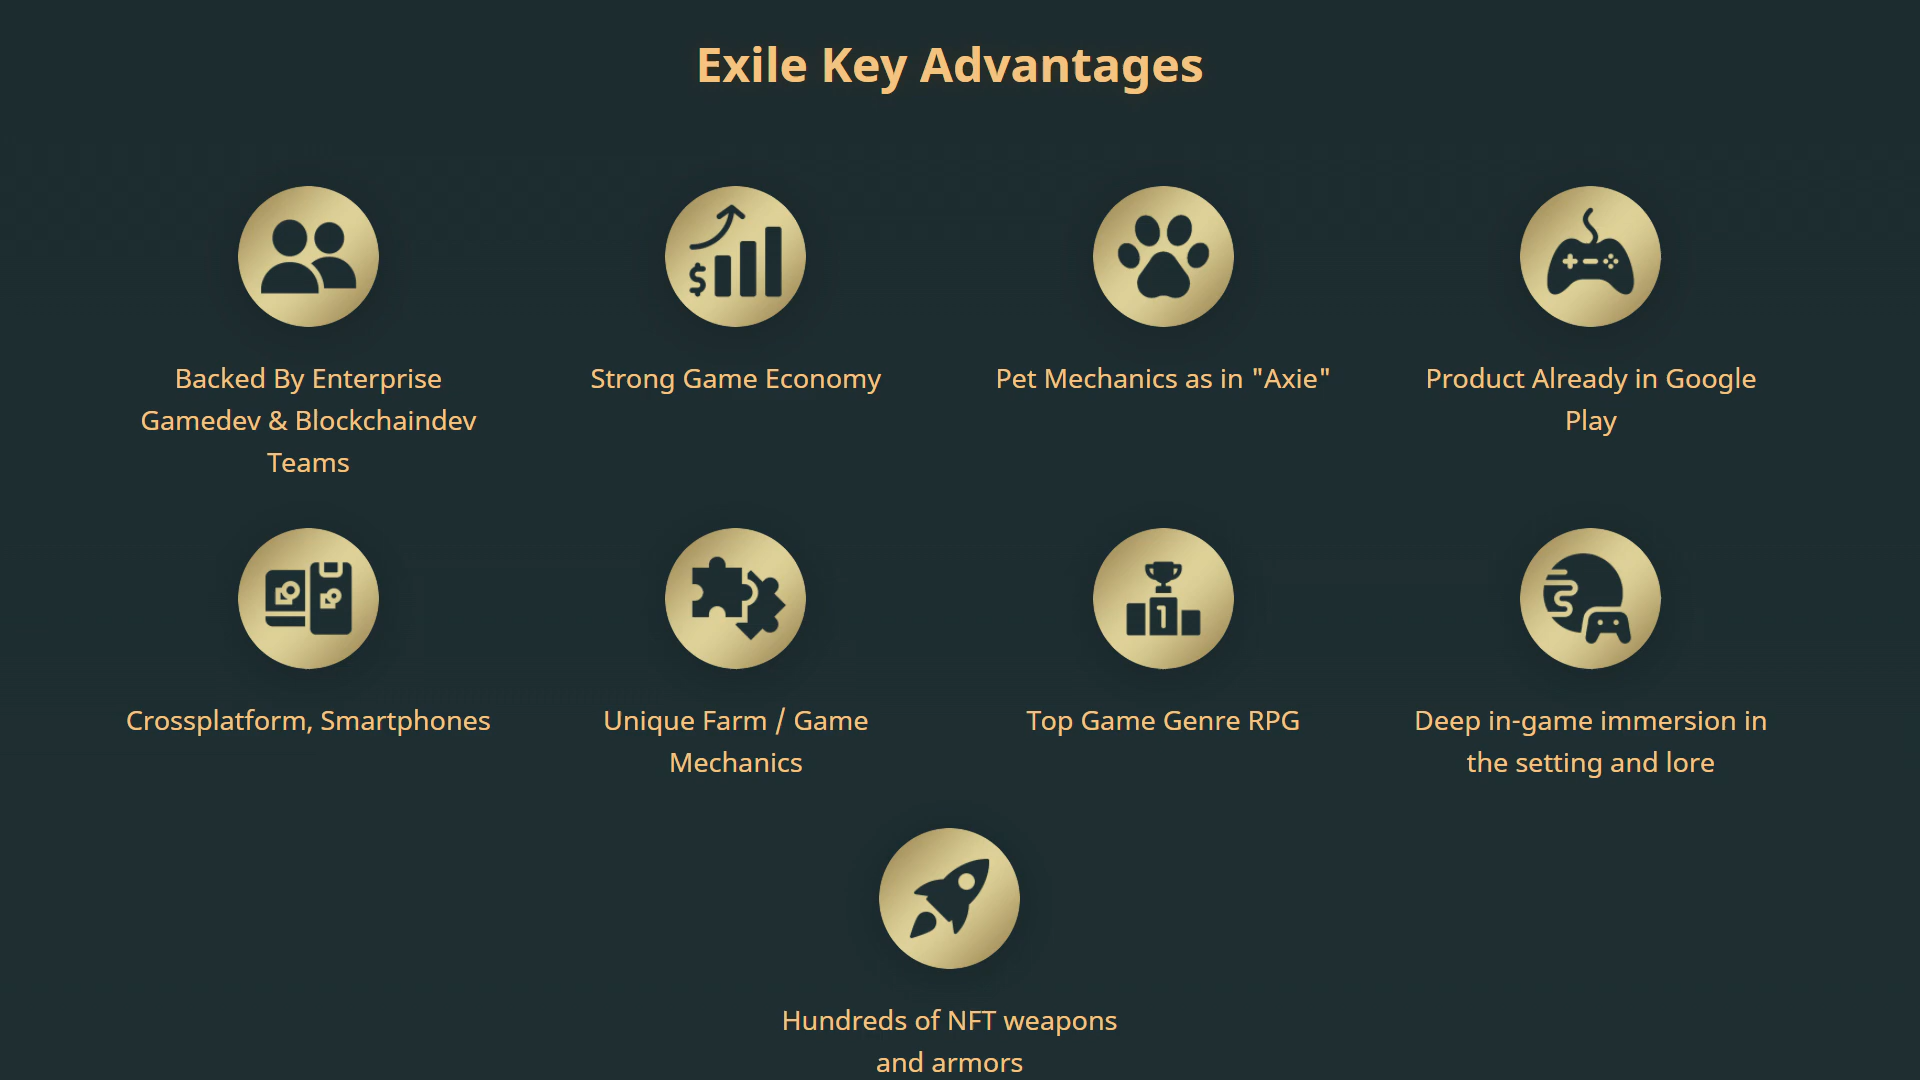 Exile Key Advantages
Backed By Enterprise
Gamedev & Blockchaindev
Teams
Strong Game Economy
Pet Mechanics as in "Axie"
Product Already in Google
Play
Crossplatform, Smartphones
Unique Farm / Game
Mechanics
1
Top Game Genre RPG
Deep in-game immersion in
the setting and lore
Hundreds of NFT weapons
and armors